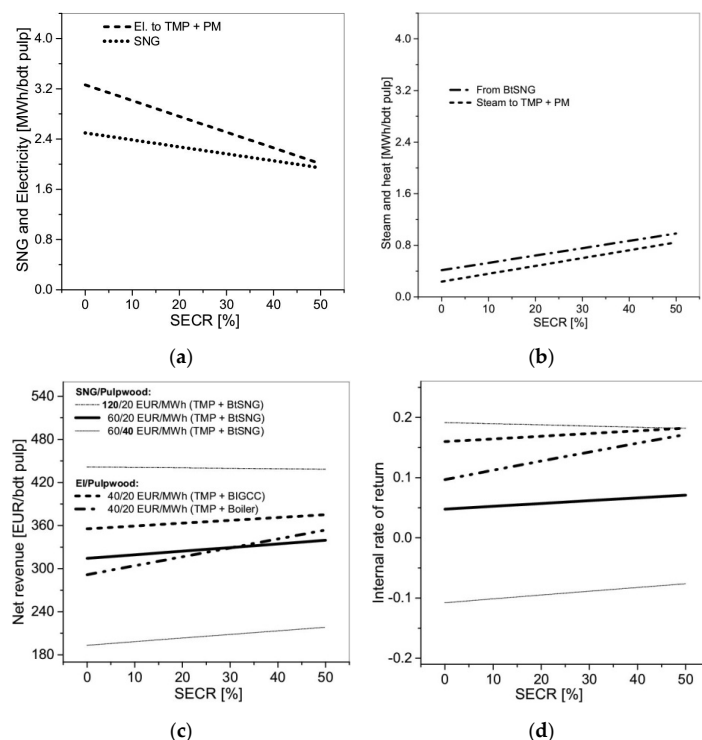 4.2
3.6
3.0
2.4
1.8
1.2
0.6
0.0
SNG and Electricity [MWh/bdt pulp]
El. to TMP + PM
SNG
0 10 20 30 40 50
SECR [%]
(a)
4.0
3.2
2.4
1.6
0.8
0.0
Steam and heat [MWh/bdt pulp]
From BtSNG
Steam to TMP + PM
0 10 20 30 40 50
SECR [%]
(b)
540
480
420
360
300
240
180
Net revenue [EUR/bdt pulp]
SNG/Pulpwood:
120/20 EUR/MWh (TMP + BtSNG)
60/20 EUR/MWh (TMP + BtSNG)
60/40 EUR/MWh (TMP + BtSNG)
El/Pulpwood:
40/20 EUR/MWh (TMP + BIGCC)
40/20 EUR/MWh (TMP + Boiler)
0 10 20 30 40 50
SECR [%]
(c)
0.2
0.1
0.0
-0.1
-0.2
Internal rate of return
0 10 20 30 40 50
SECR [%]
(d)